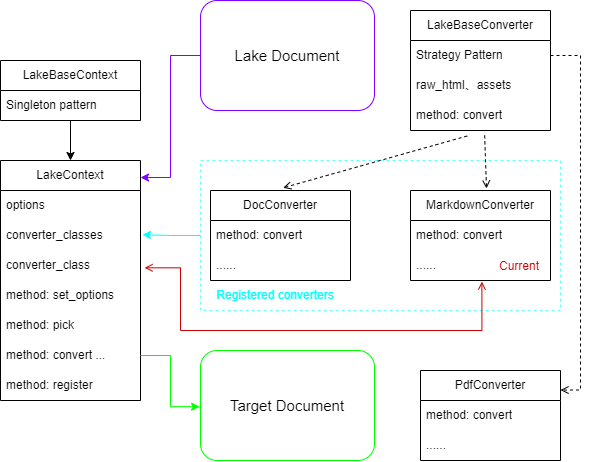 LakeBaseContext
Singleton pattern
LakeContext
options
converter_classes
converter_class
method: set_options
method: pick
method: convert ...
method: register
Lake Document
LakeBaseConverter
Strategy Pattern
raw_html、assets
method: convert
DocConverter
method: convert
......
MarkdownConverter
method: convert
......
Current
Registered converters
Target Document
PdfConverter
method: convert
......